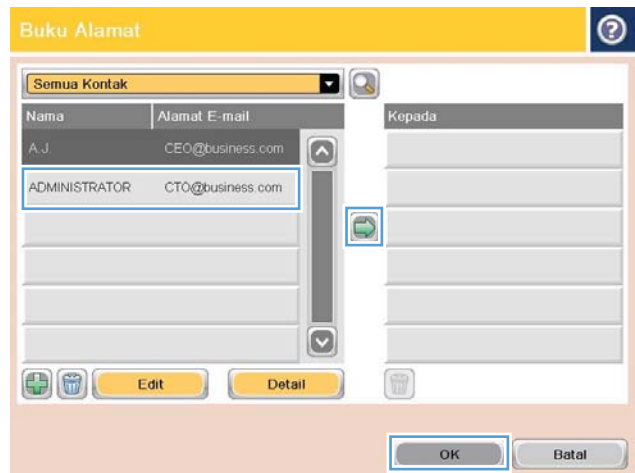 Buku Alamat
?
Semua Kontak
Nama Alamat E-mail Kepada
A.J. CEO@business.com
ADMINISTRATOR CTO@business.com
Edit Detail
OK Batal